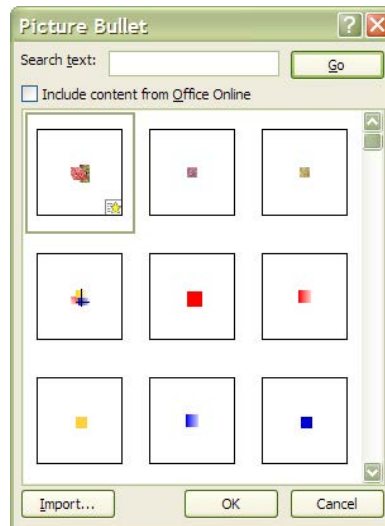 Picture Bullet
Search text: Go
Include content from Office Online
Import... OK Cancel